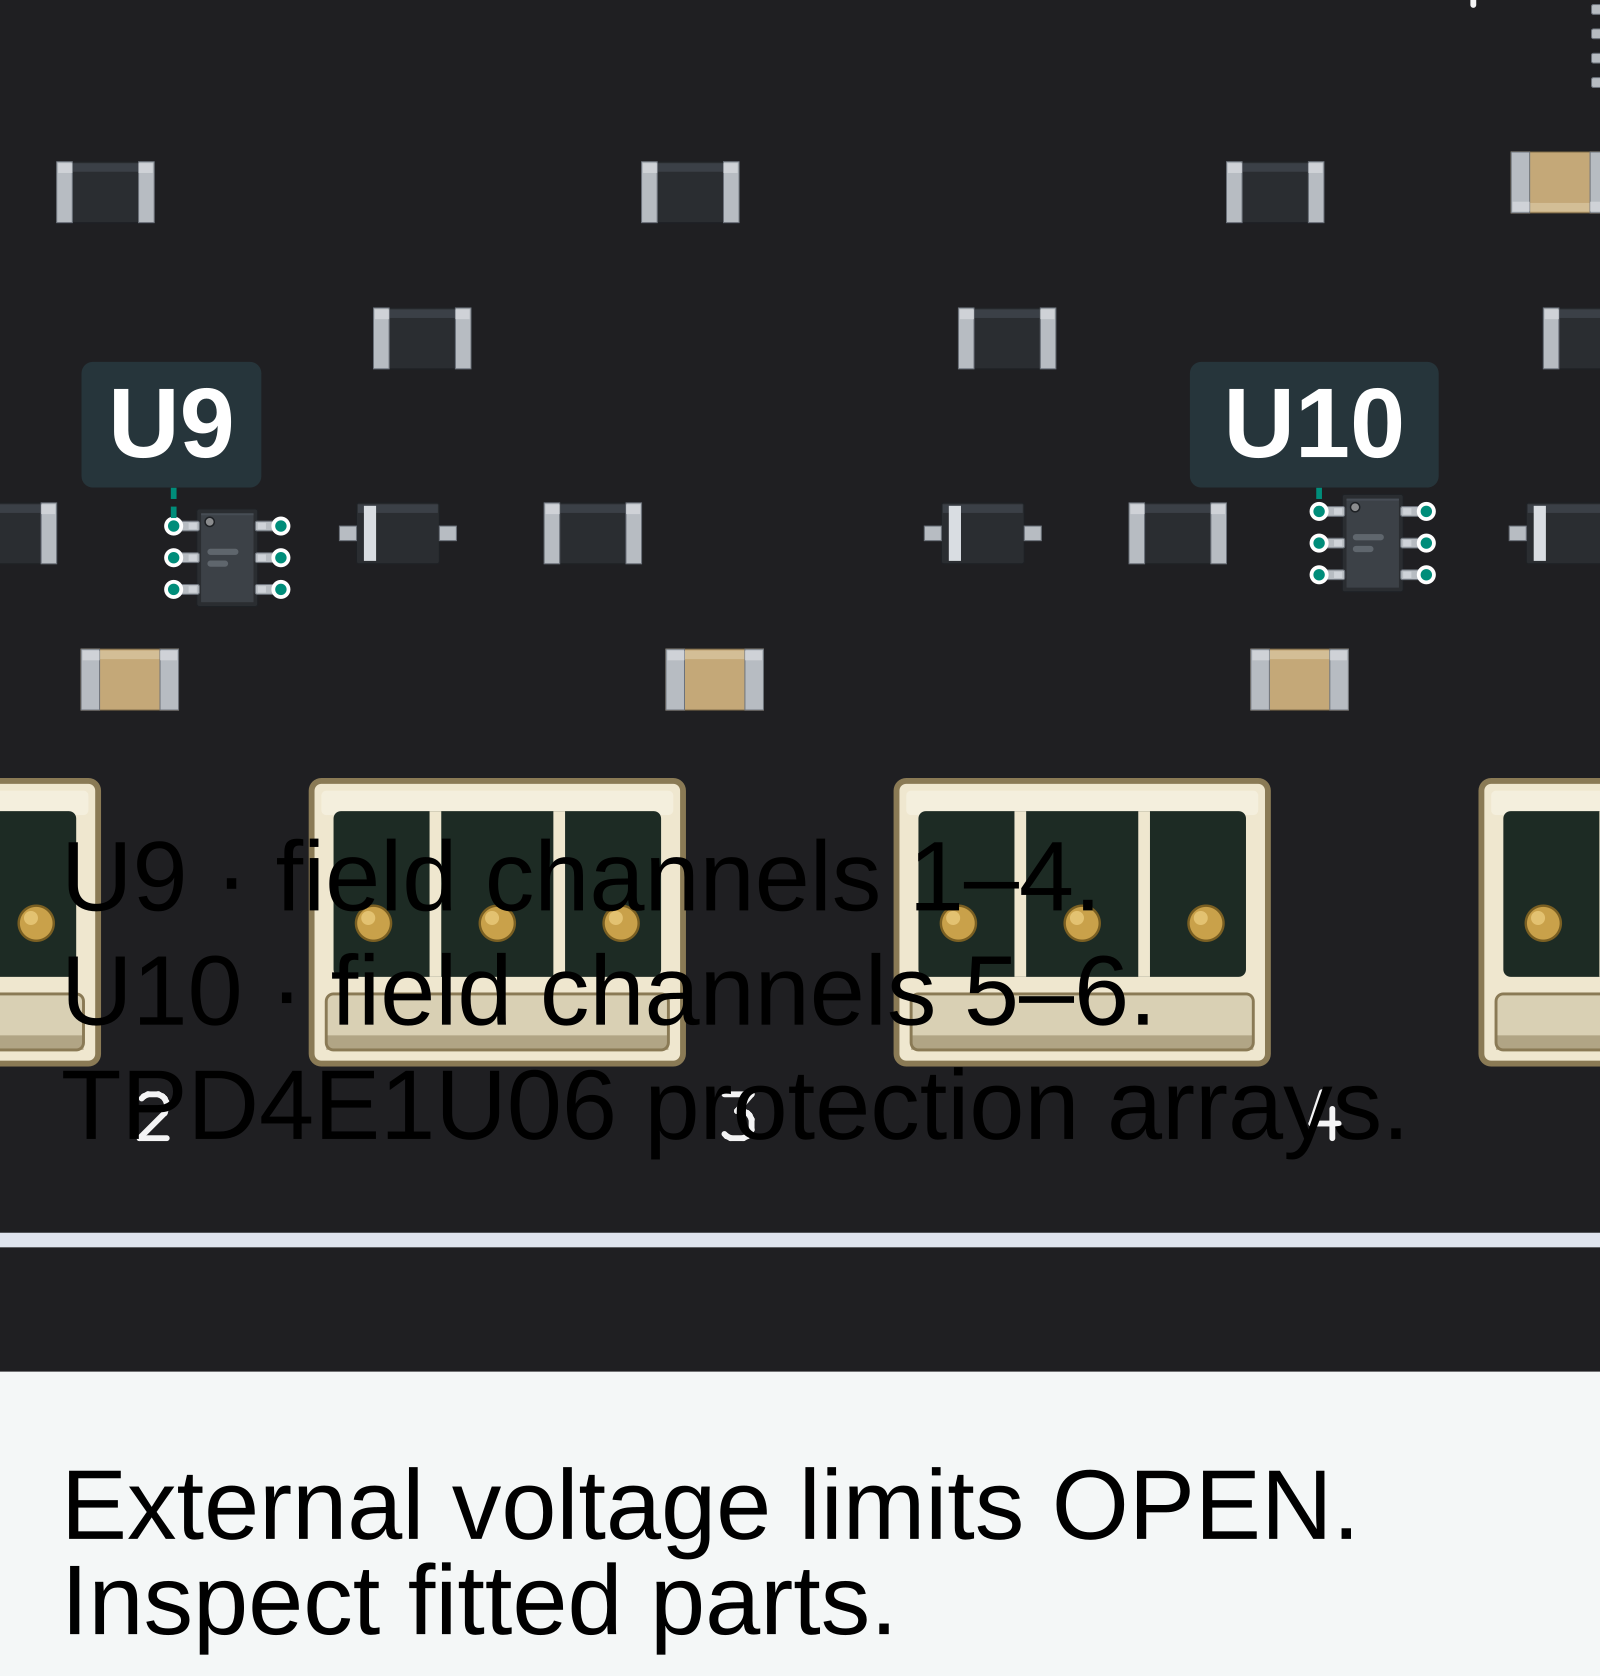 U9
U10
U9 · field channels 1–4.
U10 · field channels 5–6.
TPD4E1U06 protection arrays.
2
3
4
External voltage limits OPEN.
Inspect fitted parts.